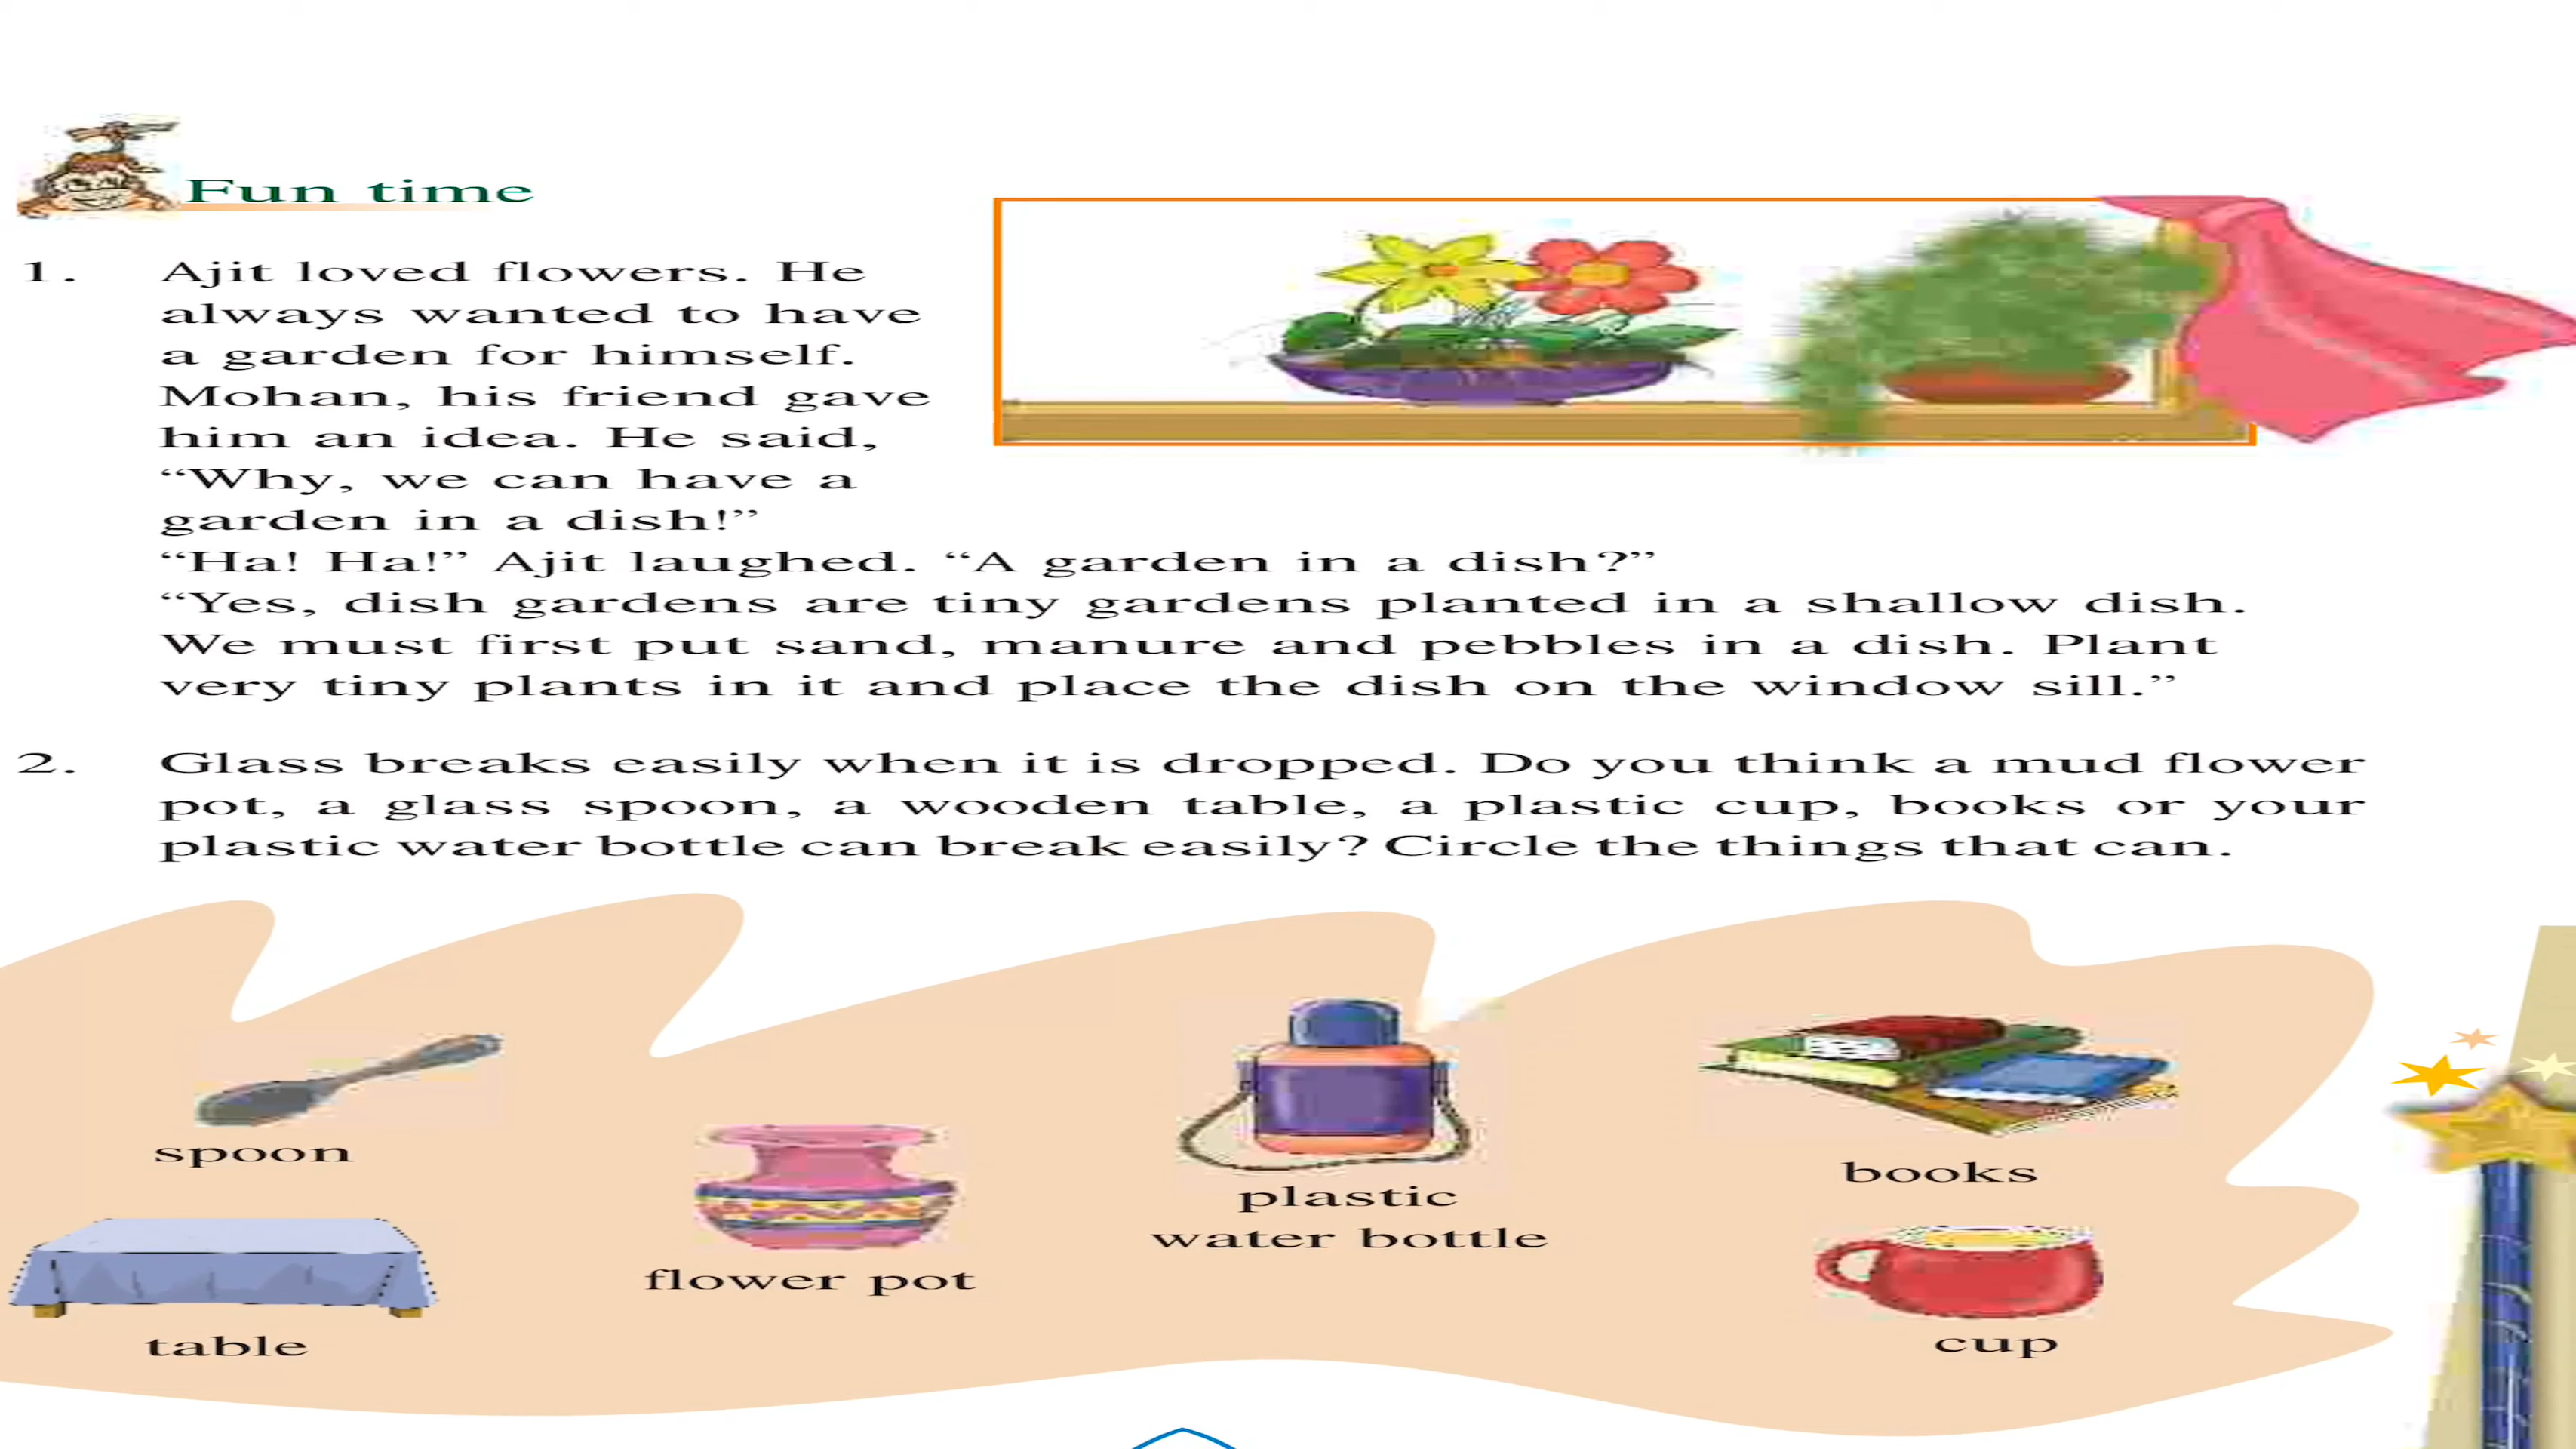 Fun time
1. Ajit loved flowers. He
always wanted to have
a garden for himself.
Mohan, his friend gave
him an idea. He said,
“Why, we can have a
garden in a dish!”
“Ha! Ha!” Ajit laughed. “A garden in a dish?”
“Yes, dish gardens are tiny gardens planted in a shallow dish.
We must first put sand, manure and pebbles in a dish. Plant
very tiny plants in it and place the dish on the window sill.”
2. Glass breaks easily when it is dropped. Do you think a mud flower
pot, a glass spoon, a wooden table, a plastic cup, books or your
plastic water bottle can break easily? Circle the things that can.
spoon
table
flower pot
plastic
water bottle
books
cup